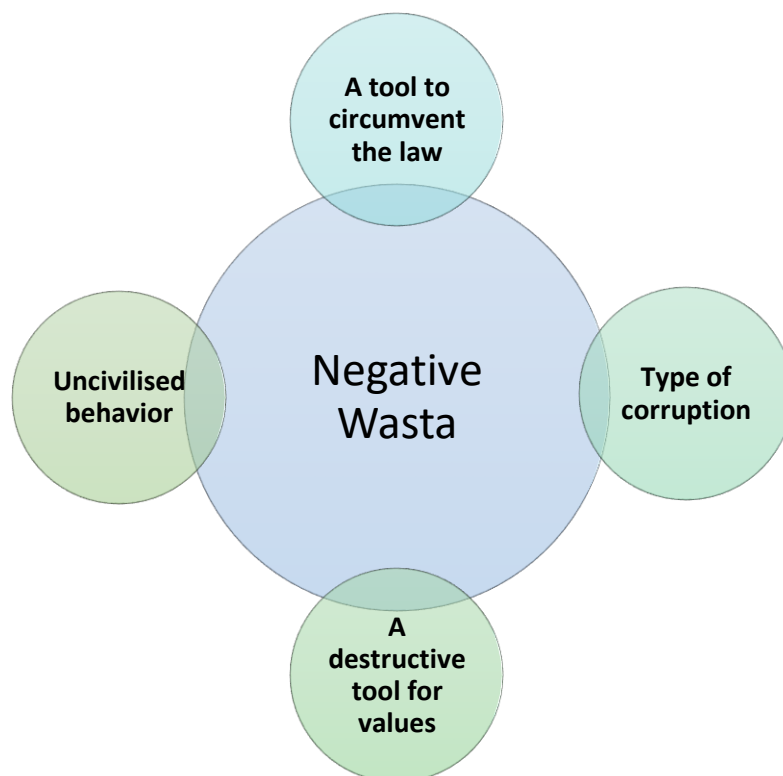 A tool to
circumvent
the law
Uncivilised
behavior
Negative
Wasta
Type of
corruption
A
destructive
tool for
values